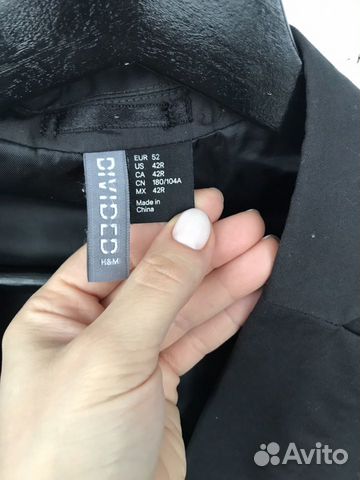 DIVIDED
H&M
EUR 52
US 42R
CA 42R
CN 180/104A
MX 42R
Made in
China
Avito